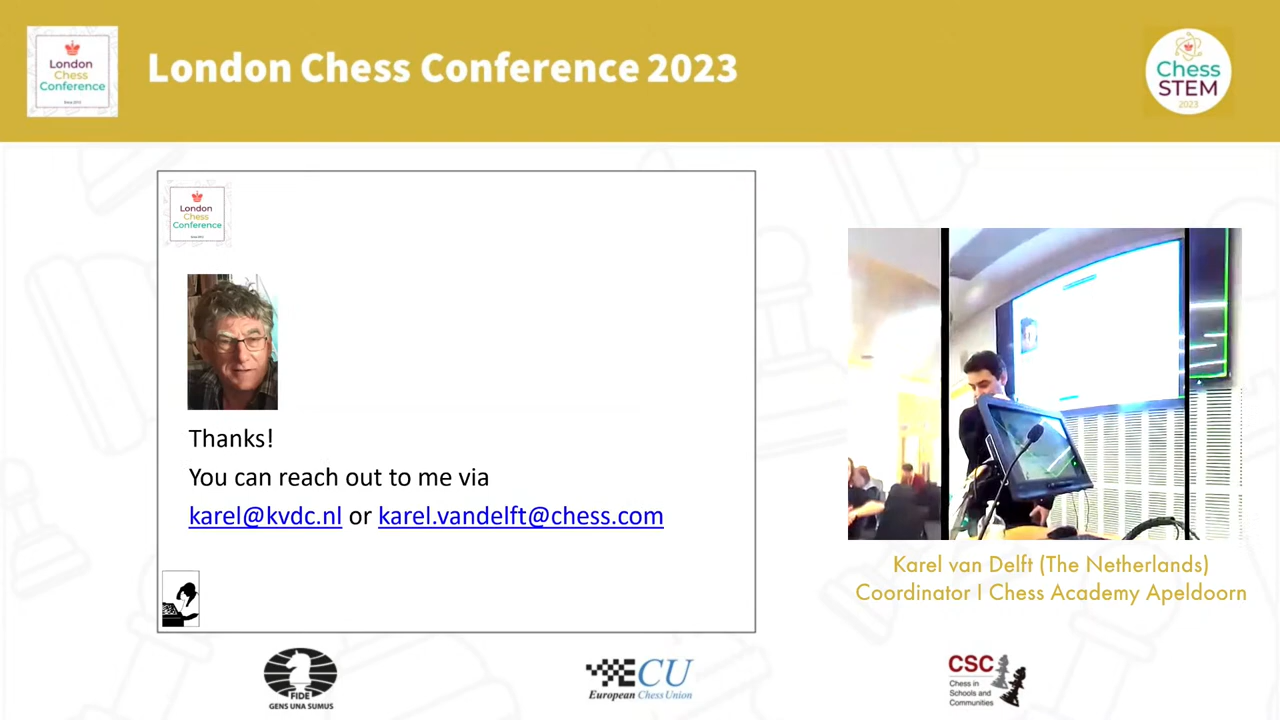 London
Chess
Conference
London Chess Conference 2023
Chess
STEM
2023
London
Chess
Conference
Thanks!
You can reach out to me via
karel@kvdc.nl or karel.vandelft@chess.com
Karel van Delft (The Netherlands)
Coordinator I Chess Academy Apeldoorn
FIDE
GENS UNA SUMUS
ECU
European Chess Union
CSC
Chess in
Schools and
Communities